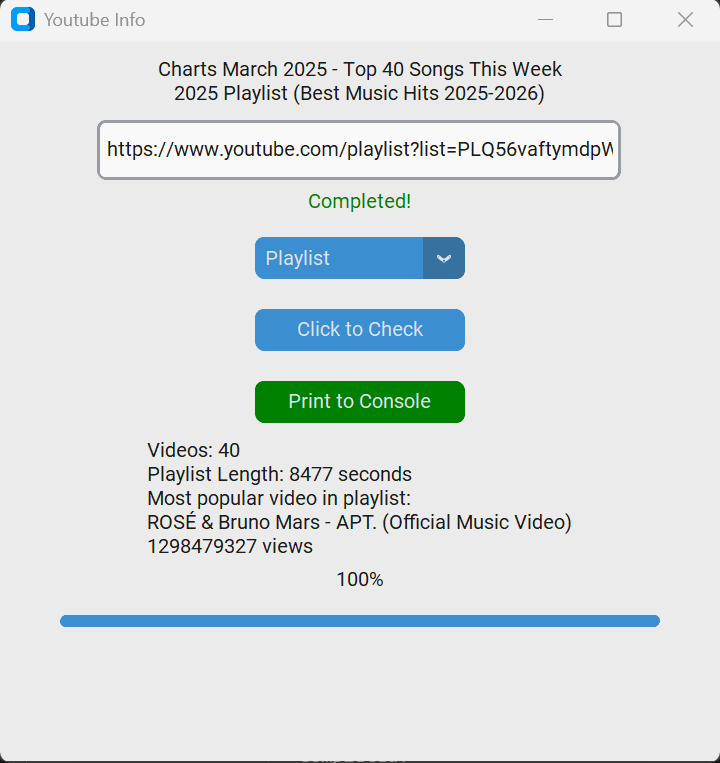 Youtube Info
Charts March 2025 - Top 40 Songs This Week
2025 Playlist (Best Music Hits 2025-2026)
https://www.youtube.com/playlist?list=PLQ56vaftymdpW
Completed!
Playlist
Click to Check
Print to Console
Videos: 40
Playlist Length: 8477 seconds
Most popular video in playlist:
ROSÉ & Bruno Mars - APT. (Official Music Video)
1298479327 views
100%